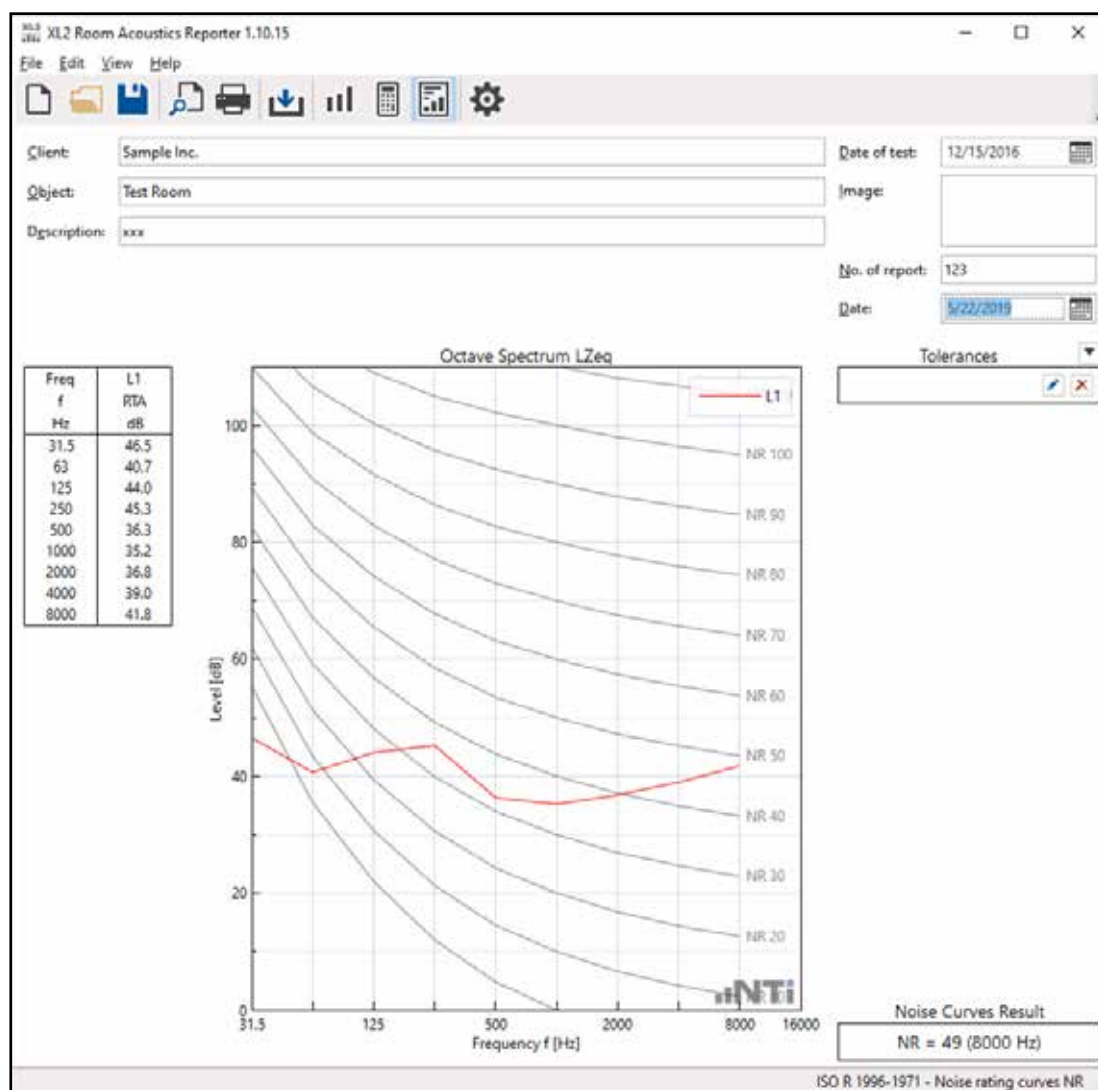 XL2 Room Acoustics Reporter 1.10.15
File Edit View Help
Client: Sample Inc.
Date of test: 12/15/2016
Object: Test Room
Image:
Description: xxx
No. of report: 123
Date: 5/22/2019
Octave Spectrum LZeq
Tolerances
Freq L1
f RTA
Hz dB
31.5 46.5
63 40.7
125 44.0
250 45.3
500 36.3
1000 35.2
2000 36.8
4000 39.0
8000 41.8
L1
100
80
60
40
20
0
Level [dB]
NR 100
NR 90
NR 80
NR 70
NR 60
NR 50
NR 40
NR 30
NR 20
NTi
31.5 125 500 2000 8000 16000
Frequency f [Hz]
Noise Curves Result
NR = 49 (8000 Hz)
ISO R 1996-1971 - Noise rating curves NR